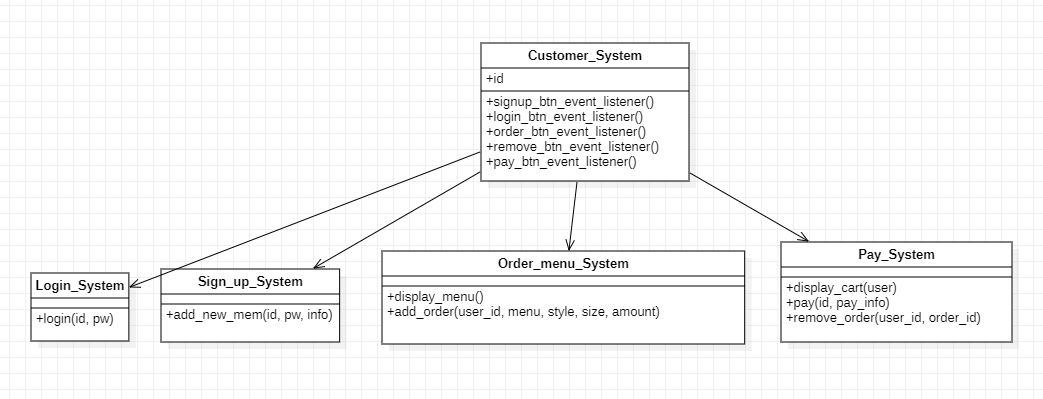 Customer_System
+id
+signup_btn_event_listener()
+login_btn_event_listener()
+order_btn_event_listener()
+remove_btn_event_listener()
+pay_btn_event_listener()
Login_System
+login(id, pw)
Sign_up_System
+add_new_mem(id, pw, info)
Order_menu_System
+display_menu()
+add_order(user_id, menu, style, size, amount)
Pay_System
+display_cart(user)
+pay(id, pay_info)
+remove_order(user_id, order_id)